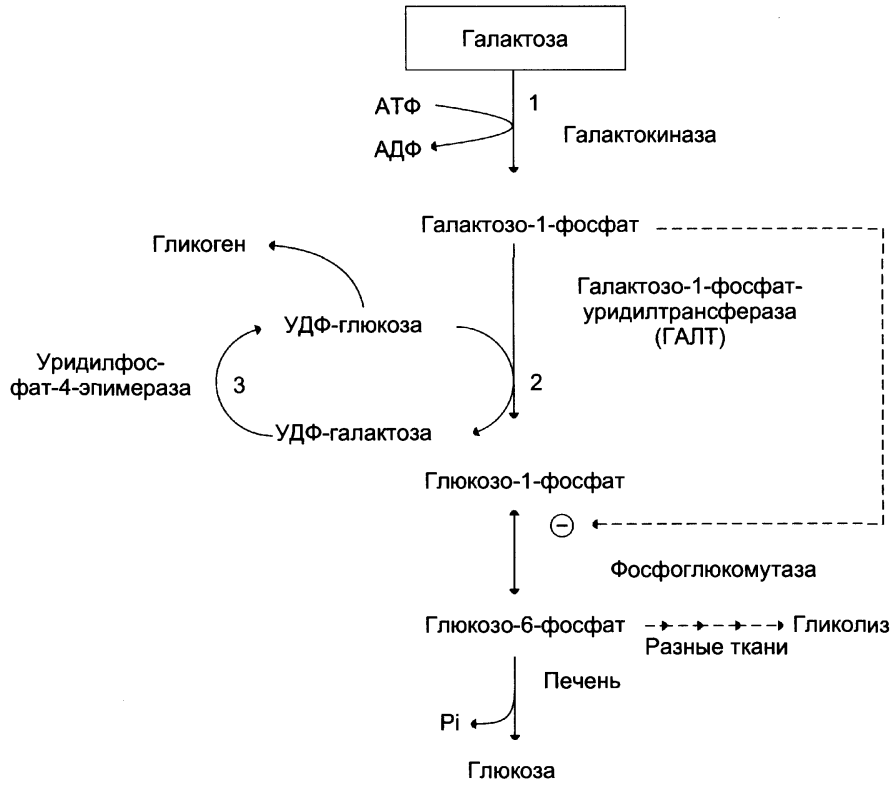 Галактоза
АТФ
1
АДФ
Галактокиназа
Галактозо-1-фосфат
Гликоген
Галактозо-1-фосфат-
уридилтрансфераза
(ГАЛТ)
УДФ-глюкоза
Уридилфос-
фат-4-эпимераза
3
2
УДФ-галактоза
Глюкозо-1-фосфат
−
Фосфоглюкомутаза
Глюкозо-6-фосфат
Гликолиз
Разные ткани
Печень
Pi
Глюкоза